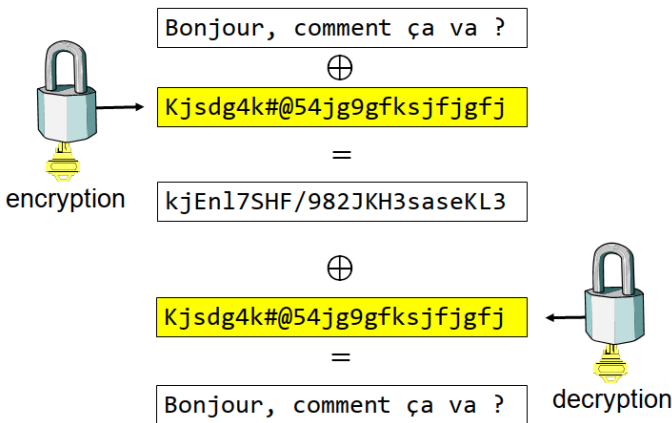 Bonjour, comment ça va ?
⊕
Kjsdg4k#@54jg9gfksjfjgfj
=
encryption
kjEnl7SHF/982JKH3saseKL3
⊕
Kjsdg4k#@54jg9gfksjfjgfj
=
Bonjour, comment ça va ?
decryption